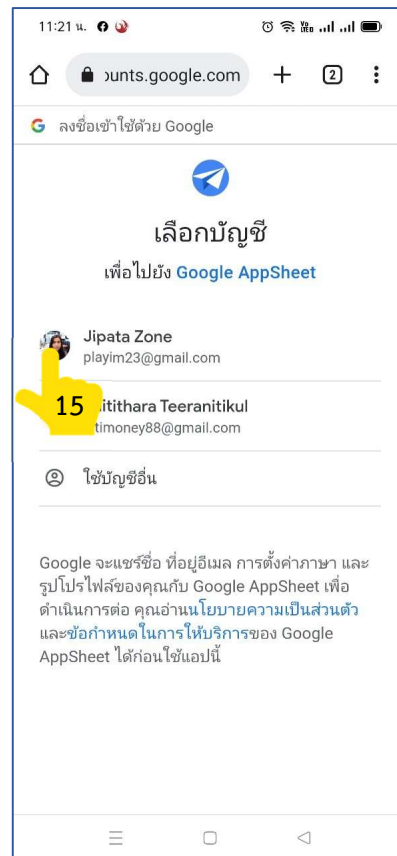 11:21 น.
ounts.google.com
2
G ลงชื่อเข้าใช้ด้วย Google
เลือกบัญชี
เพื่อไปยัง Google AppSheet
Jipata Zone
playim23@gmail.com
15
itithara Teeranitikul
timoney88@gmail.com
ใช้บัญชีอื่น
Google จะแชร์ชื่อ ที่อยู่อีเมล การตั้งค่าภาษา และ
รูปโปรไฟล์ของคุณกับ Google AppSheet เพื่อ
ดำเนินการต่อ คุณอ่านนโยบายความเป็นส่วนตัว
และข้อกำหนดในการให้บริการของ Google
AppSheet ได้ก่อนใช้แอปนี้